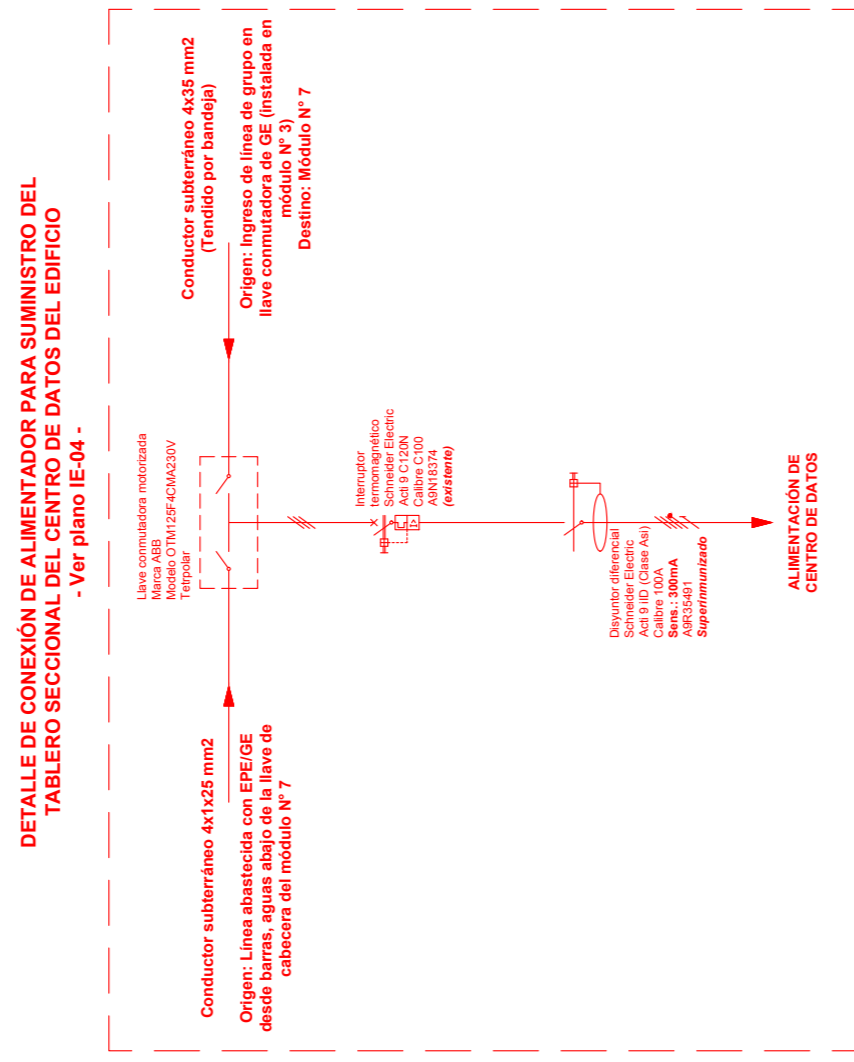 DETALLE DE CONEXIÓN DE ALIMENTADOR PARA SUMINISTRO DEL
TABLERO SECCIONAL DEL CENTRO DE DATOS DEL EDIFICIO
- Ver plano IE-04 -
Conductor subterráneo 4x1x25 mm2
Origen: Línea abastecida con EPE/GE
desde barras, aguas abajo de la llave de
cabecera del módulo N° 7
Llave conmutadora motorizada
Marca ABB
Modelo OTM125F4CMA230V
Tetrpolar
Conductor subterráneo 4x35 mm2
(Tendido por bandeja)
Origen: Ingreso de línea de grupo en
llave conmutadora de GE (instalada en
módulo N° 3)
Destino: Módulo N° 7
Interruptor
termomagnético
Schneider Electric
Acti 9 C120N
Calibre C100
A9N18374
(existente)
I>
Disyuntor diferencial
Schneider Electric
Acti 9 iID (Clase Asi)
Calibre 100A
Sens.: 300mA
A9R35491
Superinmunizado
ALIMENTACIÓN DE
CENTRO DE DATOS